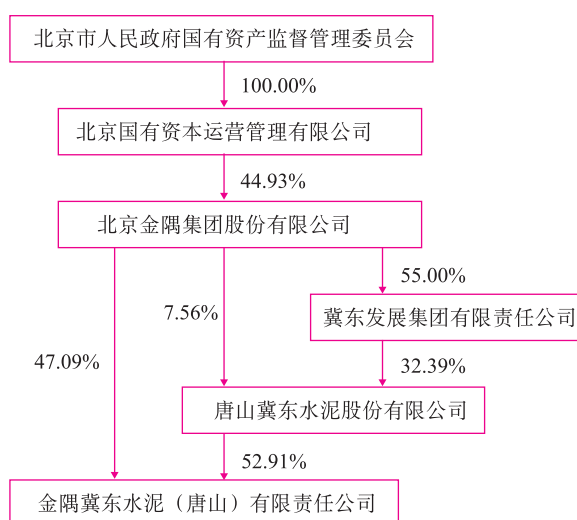 北京市人民政府国有资产监督管理委员会
100.00%
北京国有资本运营管理有限公司
44.93%
北京金隅集团股份有限公司
55.00%
7.56%
冀东发展集团有限责任公司
47.09%
32.39%
唐山冀东水泥股份有限公司
52.91%
金隅冀东水泥（唐山）有限责任公司